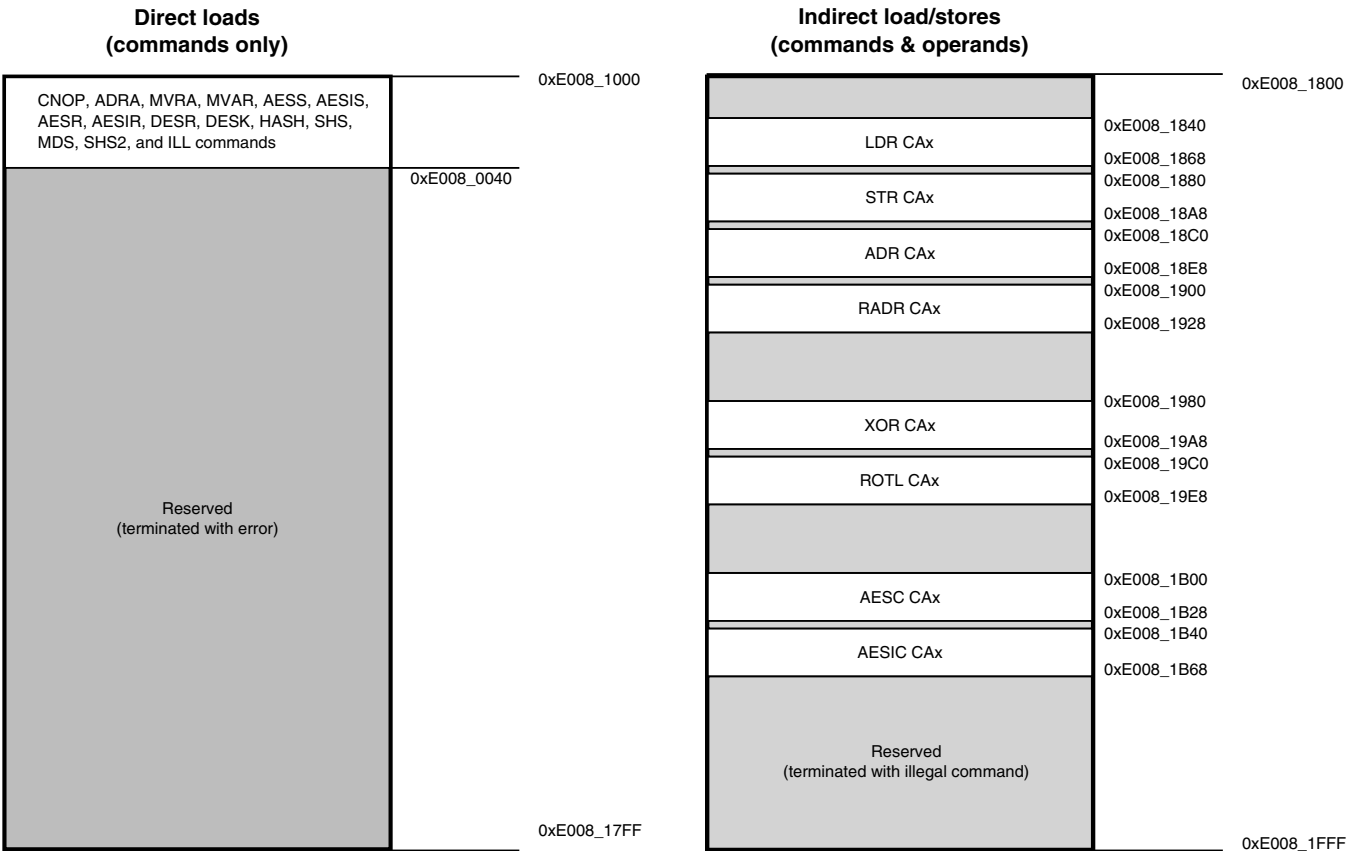 Direct loads
(commands only)
0xE008_1000
CNOP, ADRA, MVRA, MVAR, AESS, AESIS,
AESR, AESIR, DESR, DESK, HASH, SHS,
MDS, SHS2, and ILL commands
0xE008_0040
Reserved
(terminated with error)
0xE008_17FF
Indirect load/stores
(commands & operands)
0xE008_1800
LDR CAx
0xE008_1840
0xE008_1868
STR CAx
0xE008_1880
0xE008_18A8
ADR CAx
0xE008_18C0
0xE008_18E8
RADR CAx
0xE008_1900
0xE008_1928
XOR CAx
0xE008_1980
0xE008_19A8
ROTL CAx
0xE008_19C0
0xE008_19E8
AESC CAx
0xE008_1B00
0xE008_1B28
AESIC CAx
0xE008_1B40
0xE008_1B68
Reserved
(terminated with illegal command)
0xE008_1FFF